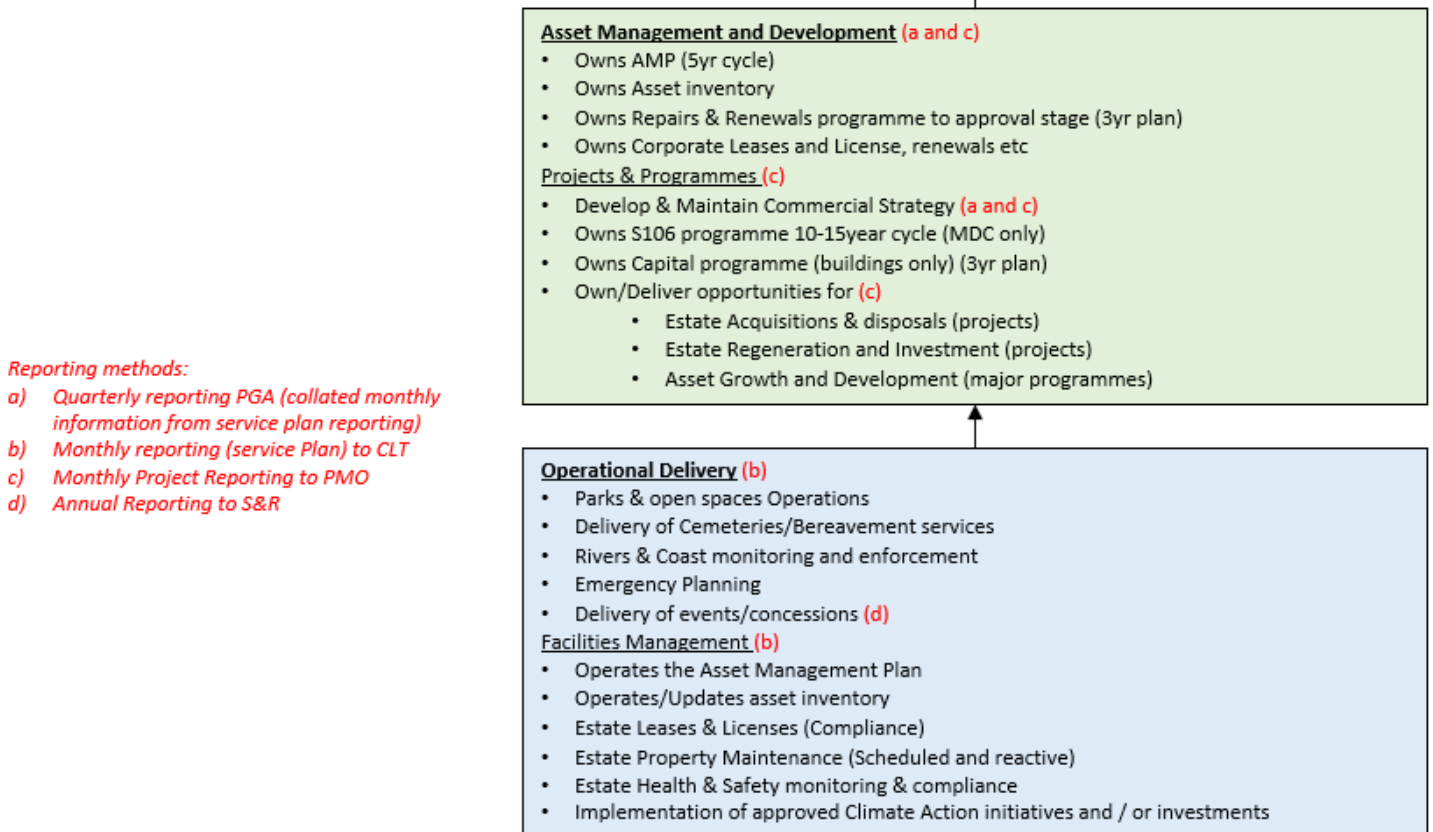 Asset Management and Development (a and c)
• Owns AMP (5yr cycle)
• Owns Asset inventory
• Owns Repairs & Renewals programme to approval stage (3yr plan)
• Owns Corporate Leases and License, renewals etc
Projects & Programmes (c)
• Develop & Maintain Commercial Strategy (a and c)
• Owns S106 programme 10-15year cycle (MDC only)
• Owns Capital programme (buildings only) (3yr plan)
• Own/Deliver opportunities for (c)
• Estate Acquisitions & disposals (projects)
• Estate Regeneration and Investment (projects)
• Asset Growth and Development (major programmes)
Reporting methods:
a) Quarterly reporting PGA (collated monthly
information from service plan reporting)
b) Monthly reporting (service Plan) to CLT
c) Monthly Project Reporting to PMO
d) Annual Reporting to S&R
Operational Delivery (b)
• Parks & open spaces Operations
• Delivery of Cemeteries/Bereavement services
• Rivers & Coast monitoring and enforcement
• Emergency Planning
• Delivery of events/concessions (d)
Facilities Management (b)
• Operates the Asset Management Plan
• Operates/Updates asset inventory
• Estate Leases & Licenses (Compliance)
• Estate Property Maintenance (Scheduled and reactive)
• Estate Health & Safety monitoring & compliance
• Implementation of approved Climate Action initiatives and / or investments